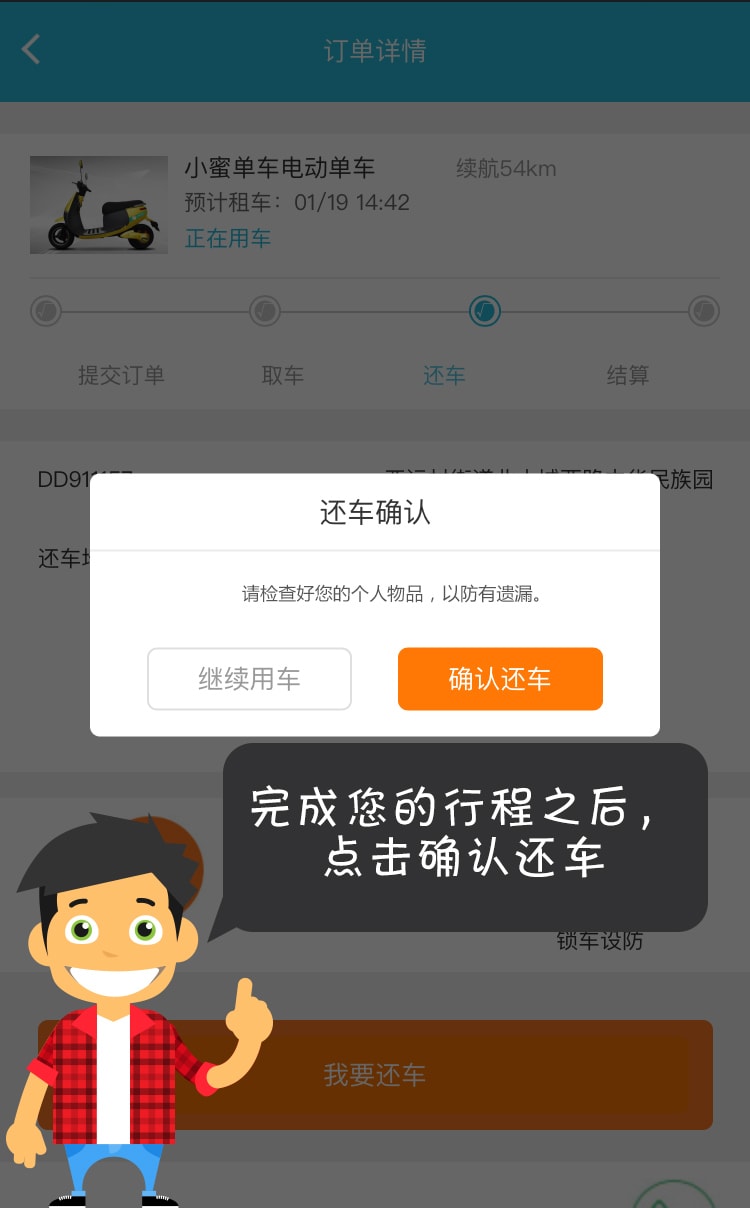 订单详情
小蜜单车电动单车 续航54km
预计租车：01/19 14:42
正在用车
提交订单 取车 还车 结算
民族园
还车
还车确认
请检查好您的个人物品，以防有遗漏。
继续用车 确认还车
完成您的行程之后，
点击确认还车
锁车设防
我要还车